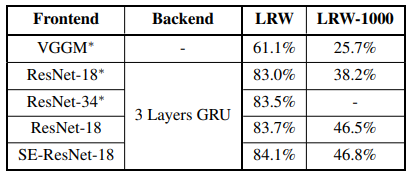 Frontend Backend LRW LRW-1000
VGGM* - 61.1% 25.7%
ResNet-18* 83.0% 38.2%
ResNet-34* 83.5% -
3 Layers GRU
ResNet-18 83.7% 46.5%
SE-ResNet-18 84.1% 46.8%